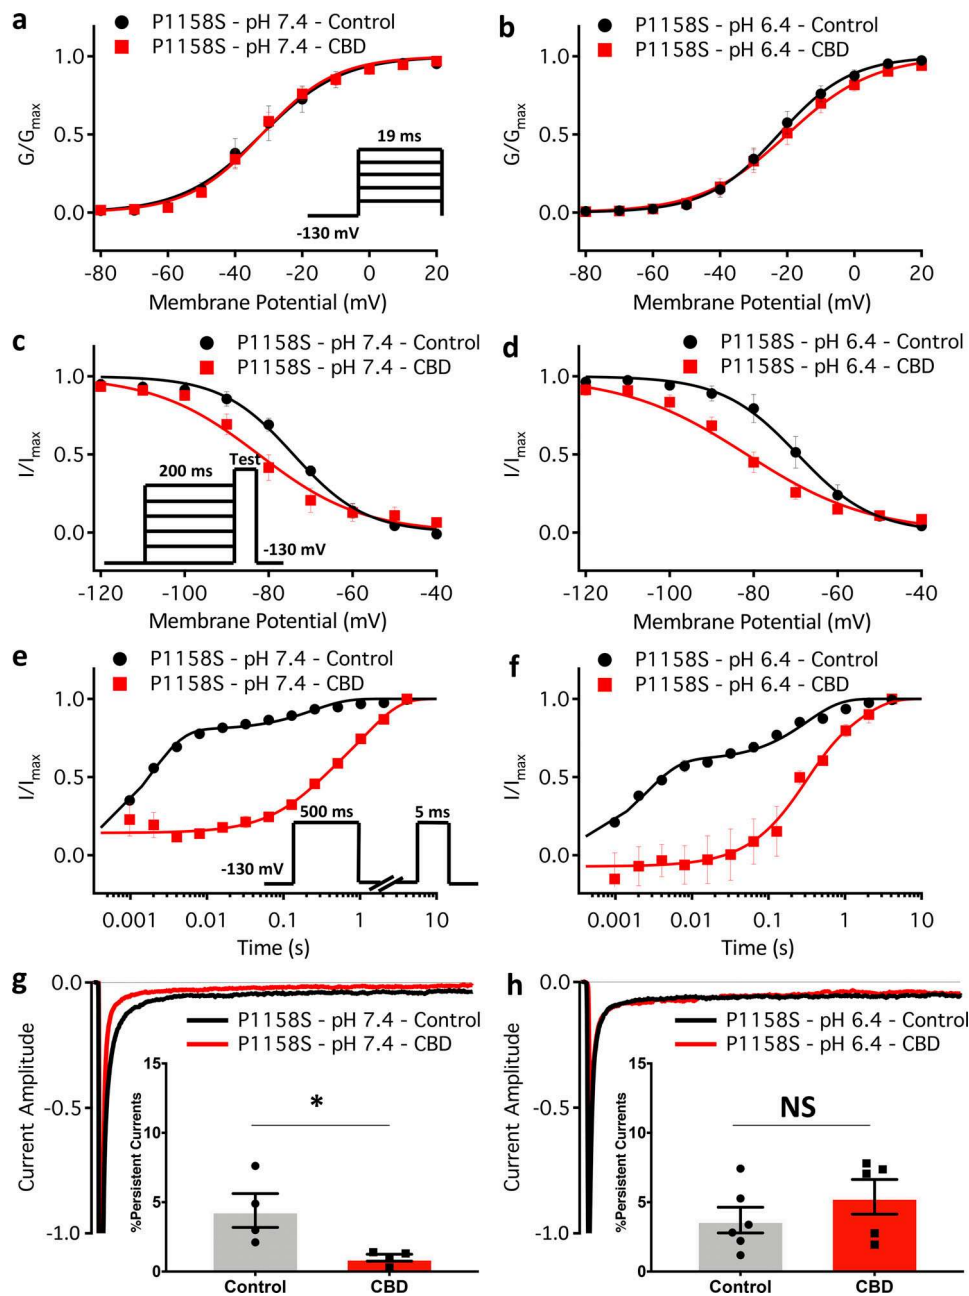 a
P1158S - pH 7.4 - Control
P1158S - pH 7.4 - CBD
1.0
0.5
0.0
G/Gmax
19 ms
-130 mV
-80 -60 -40 -20 0 20
Membrane Potential (mV)
b
P1158S - pH 6.4 - Control
P1158S - pH 6.4 - CBD
1.0
0.5
0.0
G/Gmax
-80 -60 -40 -20 0 20
Membrane Potential (mV)
c
P1158S - pH 7.4 - Control
P1158S - pH 7.4 - CBD
1.0
0.5
0.0
I/Imax
200 ms
Test
-130 mV
-120 -100 -80 -60 -40
Membrane Potential (mV)
d
P1158S - pH 6.4 - Control
P1158S - pH 6.4 - CBD
1.0
0.5
0.0
I/Imax
-120 -100 -80 -60 -40
Membrane Potential (mV)
e
P1158S - pH 7.4 - Control
P1158S - pH 7.4 - CBD
1.0
0.5
0.0
I/Imax
500 ms
5 ms
-130 mV
0.001 0.01 0.1 1 10
Time (s)
f
P1158S - pH 6.4 - Control
P1158S - pH 6.4 - CBD
1.0
0.5
0.0
I/Imax
0.001 0.01 0.1 1 10
Time (s)
g
0.0
-0.5
-1.0
Current Amplitude
P1158S - pH 7.4 - Control
P1158S - pH 7.4 - CBD
15
10
5
0
%Persistent Currents
*
Control CBD
h
-0.0
-0.5
-1.0
Current Amplitude
P1158S - pH 6.4 - Control
P1158S - pH 6.4 - CBD
15
10
5
0
%Persistent Currents
NS
Control CBD